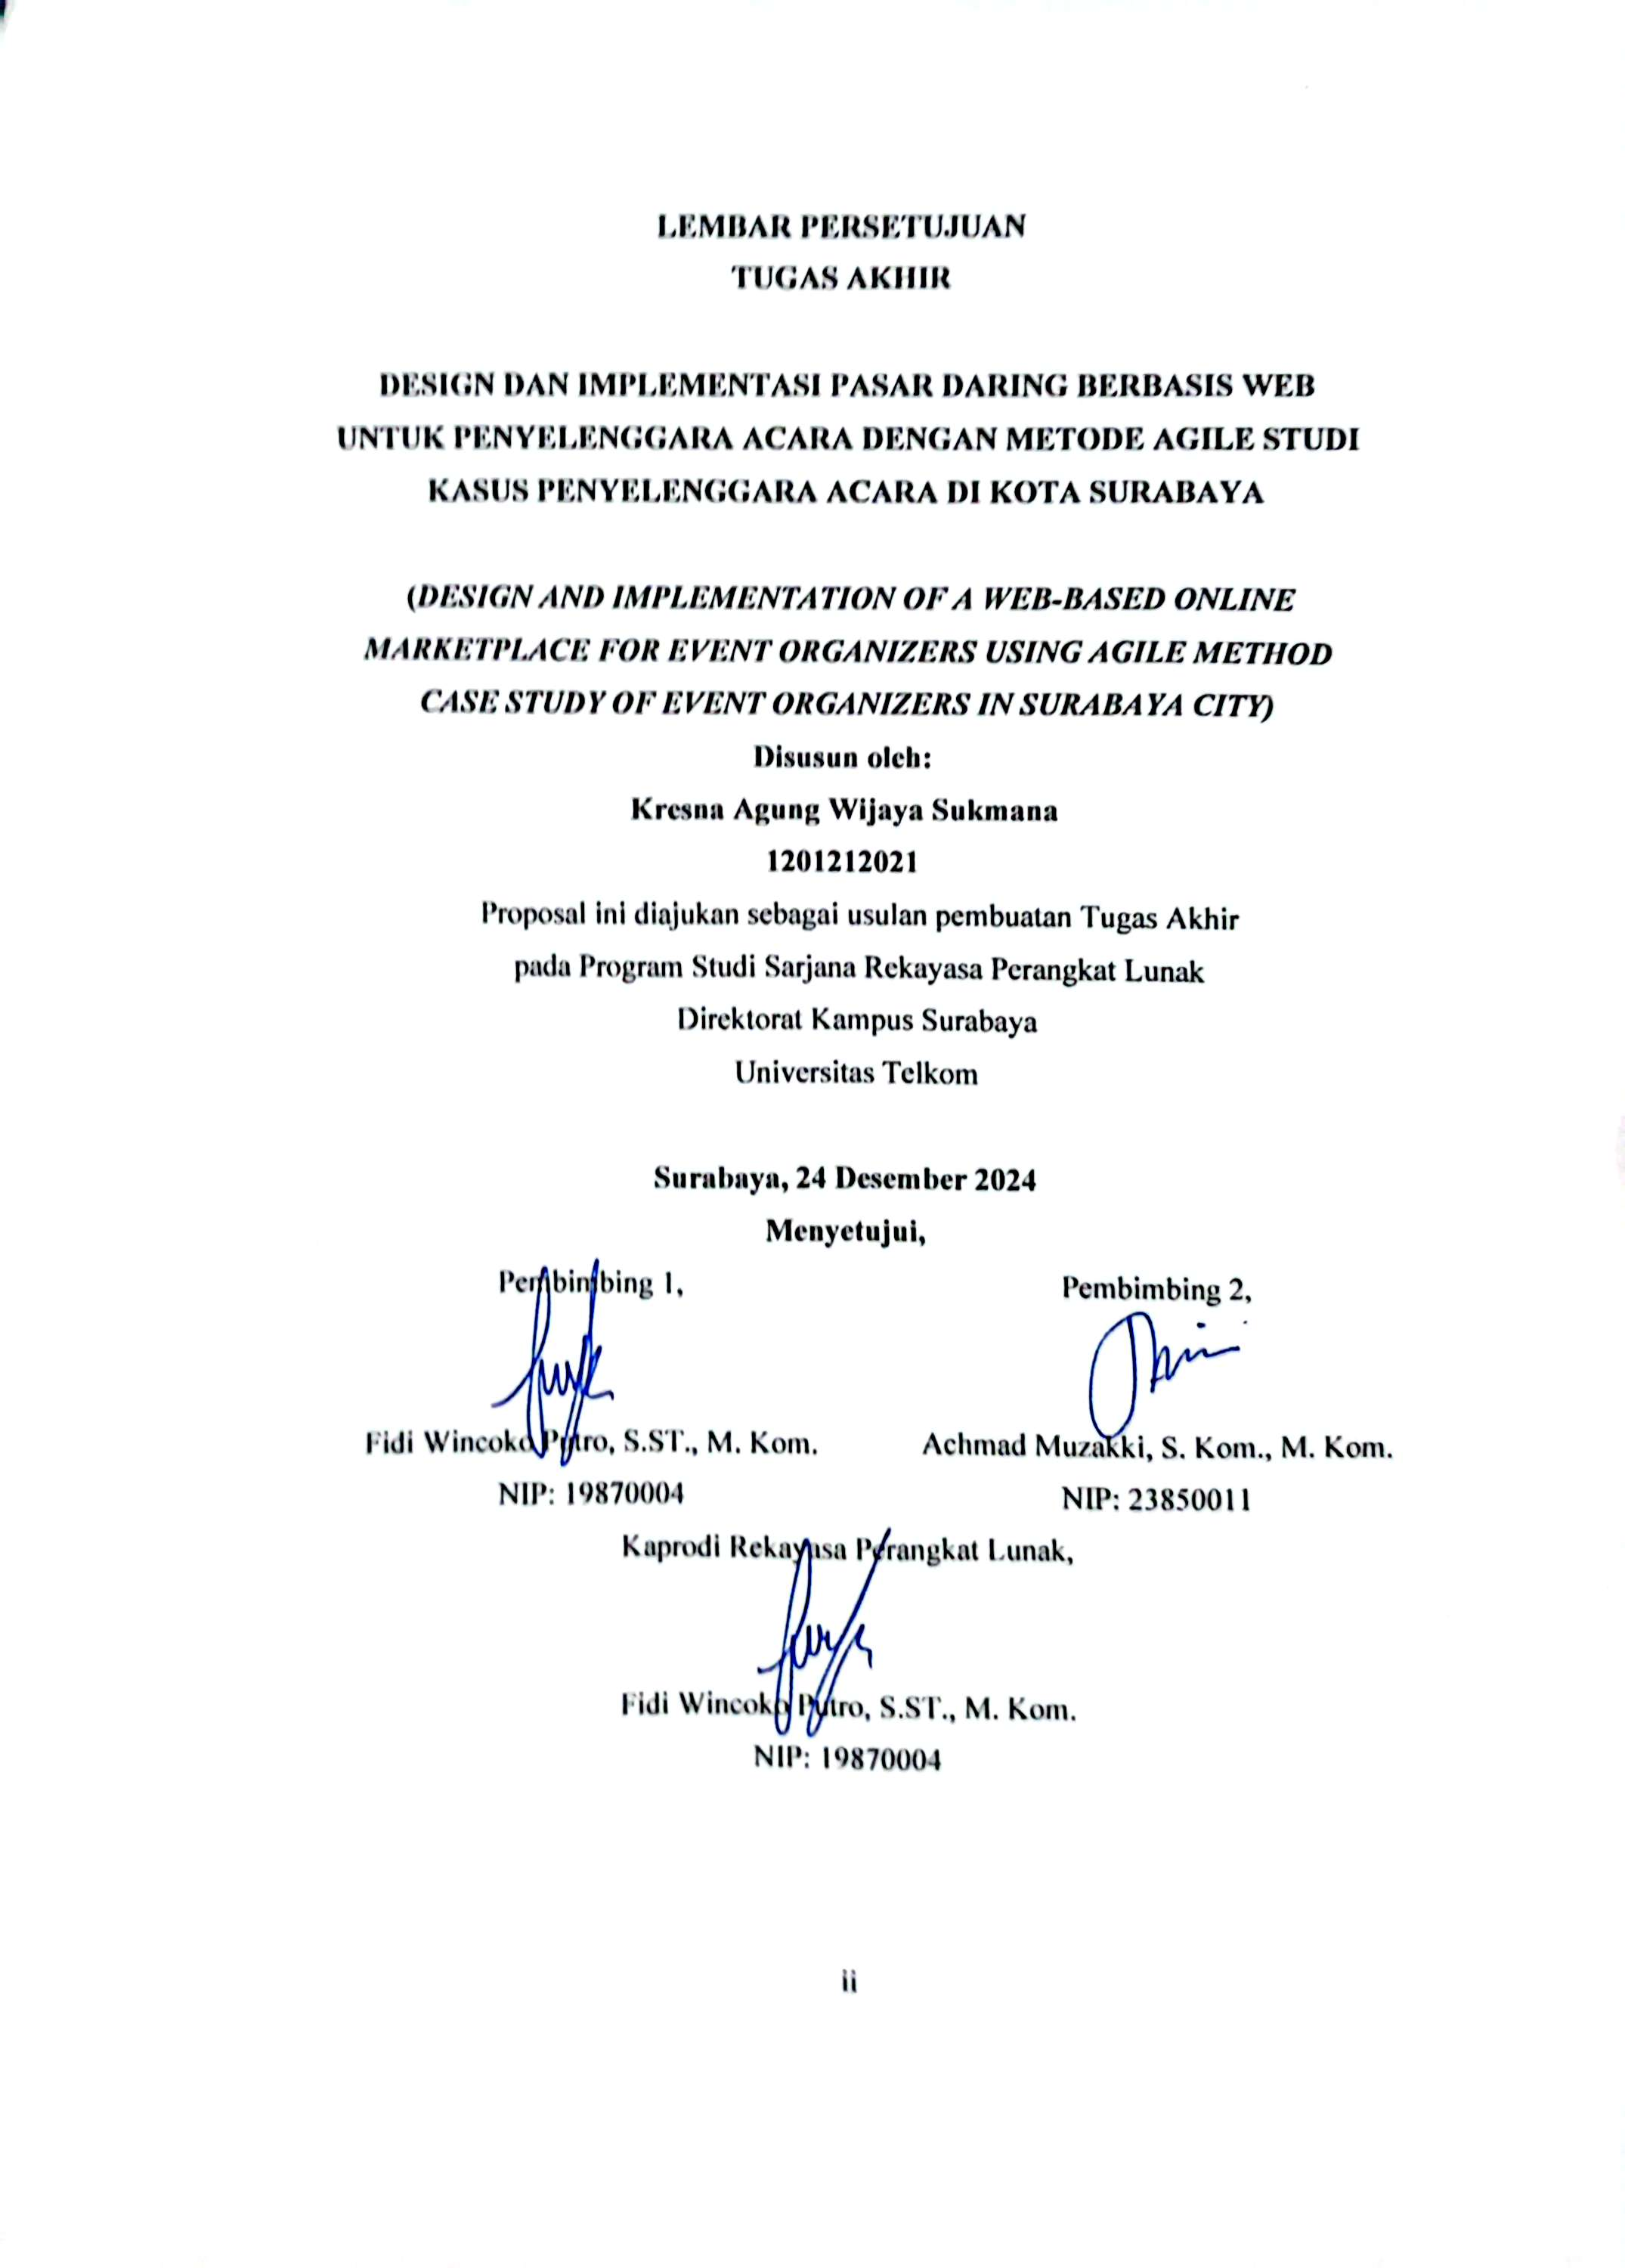 LEMBAR PERSETUJUAN
TUGAS AKHIR
DESIGN DAN IMPLEMENTASI PASAR DARING BERBASIS WEB
UNTUK PENYELENGGARA ACARA DENGAN METODE AGILE STUDI
KASUS PENYELENGGARA ACARA DI KOTA SURABAYA
(DESIGN AND IMPLEMENTATION OF A WEB-BASED ONLINE
MARKETPLACE FOR EVENT ORGANIZERS USING AGILE METHOD
CASE STUDY OF EVENT ORGANIZERS IN SURABAYA CITY)
Disusun oleh:
Kresna Agung Wijaya Sukmana
1201212021
Proposal ini diajukan sebagai usulan pembuatan Tugas Akhir
pada Program Studi Sarjana Rekayasa Perangkat Lunak
Direktorat Kampus Surabaya
Universitas Telkom
Surabaya, 24 Desember 2024
Menyetujui,
Pembimbing 1,
Pembimbing 2,
Fidi Wincoko Putro, S.ST., M. Kom.
Achmad Muzakki, S. Kom., M. Kom.
NIP: 19870004
NIP: 23850011
Kaprodi Rekayasa Perangkat Lunak,
Fidi Wincoko Putro, S.ST., M. Kom.
NIP: 19870004
ii